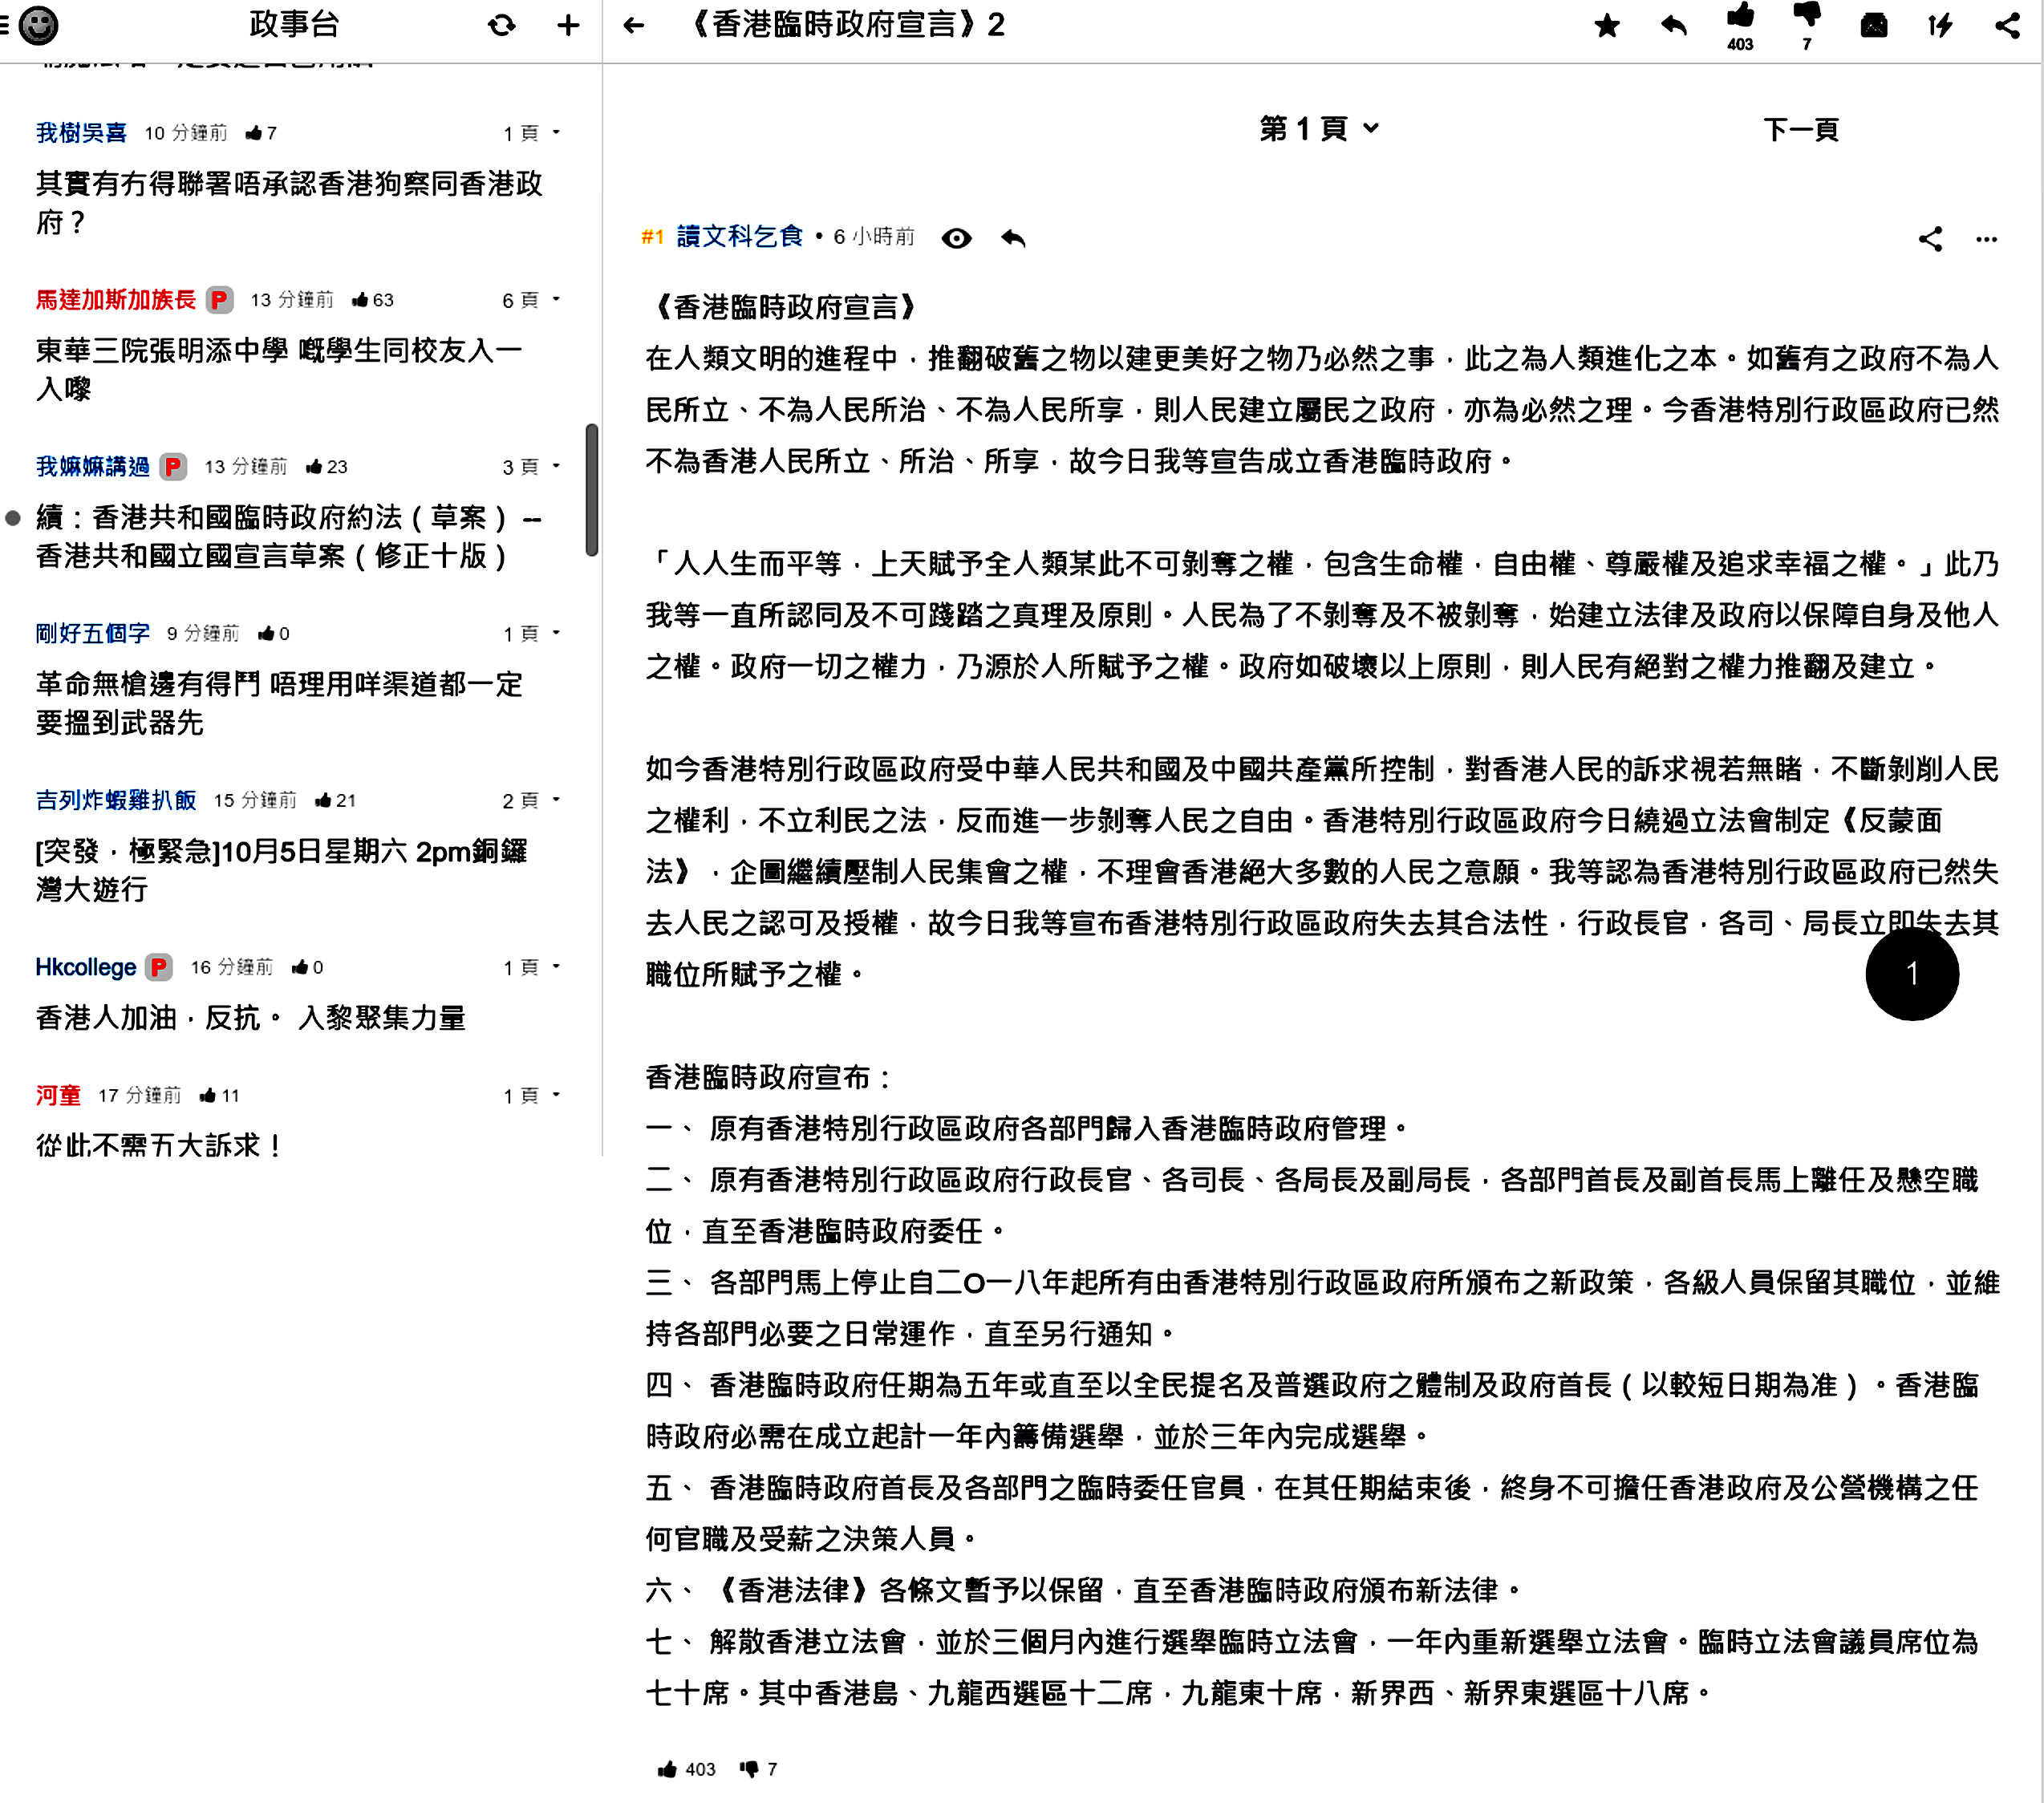 政事台
我樹吳喜 10 分鐘前 7 1 頁
其實有冇得聯署唔承認香港狗察同香港政
府？
馬達加斯加族長 P 13 分鐘前 63 6 頁
東華三院張明添中學 嘅學生同校友入一
入嚟
我嫲嫲講過 P 13 分鐘前 23 3 頁
續：香港共和國臨時政府約法（草案） --
香港共和國立國宣言草案（修正十版）
剛好五個字 9 分鐘前 0 1 頁
革命無槍邊有得鬥 唔理用咩渠道都一定
要搵到武器先
吉列炸蝦雞扒飯 15 分鐘前 21 2 頁
[突發，極緊急]10月5日星期六 2pm銅鑼
灣大遊行
Hkcollege P 16 分鐘前 0 1 頁
香港人加油，反抗。 入黎聚集力量
河童 17 分鐘前 11 1 頁
從此不需五大訴求！
《香港臨時政府宣言》2
403 7
第 1 頁 下一頁
#1 讀文科乞食 • 6 小時前
《香港臨時政府宣言》
在人類文明的進程中，推翻破舊之物以建更美好之物乃必然之事，此之為人類進化之本。如舊有之政府不為人
民所立、不為人民所治、不為人民所享，則人民建立屬民之政府，亦為必然之理。今香港特別行政區政府已然
不為香港人民所立、所治、所享，故今日我等宣告成立香港臨時政府。
「人人生而平等，上天賦予全人類某此不可剝奪之權，包含生命權，自由權、尊嚴權及追求幸福之權。」此乃
我等一直所認同及不可踐踏之真理及原則。人民為了不剝奪及不被剝奪，始建立法律及政府以保障自身及他人
之權。政府一切之權力，乃源於人所賦予之權。政府如破壞以上原則，則人民有絕對之權力推翻及建立。
如今香港特別行政區政府受中華人民共和國及中國共產黨所控制，對香港人民的訴求視若無睹，不斷剝削人民
之權利，不立利民之法，反而進一步剝奪人民之自由。香港特別行政區政府今日繞過立法會制定《反蒙面
法》，企圖繼續壓制人民集會之權，不理會香港絕大多數的人民之意願。我等認為香港特別行政區政府已然失
去人民之認可及授權，故今日我等宣布香港特別行政區政府失去其合法性，行政長官，各司、局長立即失去其
職位所賦予之權。
1
香港臨時政府宣布：
一、 原有香港特別行政區政府各部門歸入香港臨時政府管理。
二、 原有香港特別行政區政府行政長官、各司長、各局長及副局長，各部門首長及副首長馬上離任及懸空職
位，直至香港臨時政府委任。
三、 各部門馬上停止自二O一八年起所有由香港特別行政區政府所頒布之新政策，各級人員保留其職位，並維
持各部門必要之日常運作，直至另行通知。
四、 香港臨時政府任期為五年或直至以全民提名及普選政府之體制及政府首長（以較短日期為准）。香港臨
時政府必需在成立起計一年內籌備選舉，並於三年內完成選舉。
五、 香港臨時政府首長及各部門之臨時委任官員，在其任期結束後，終身不可擔任香港政府及公營機構之任
何官職及受薪之決策人員。
六、 《香港法律》各條文暫予以保留，直至香港臨時政府頒布新法律。
七、 解散香港立法會，並於三個月內進行選舉臨時立法會，一年內重新選舉立法會。臨時立法會議員席位為
七十席。其中香港島、九龍西選區十二席，九龍東十席，新界西、新界東選區十八席。
403 7